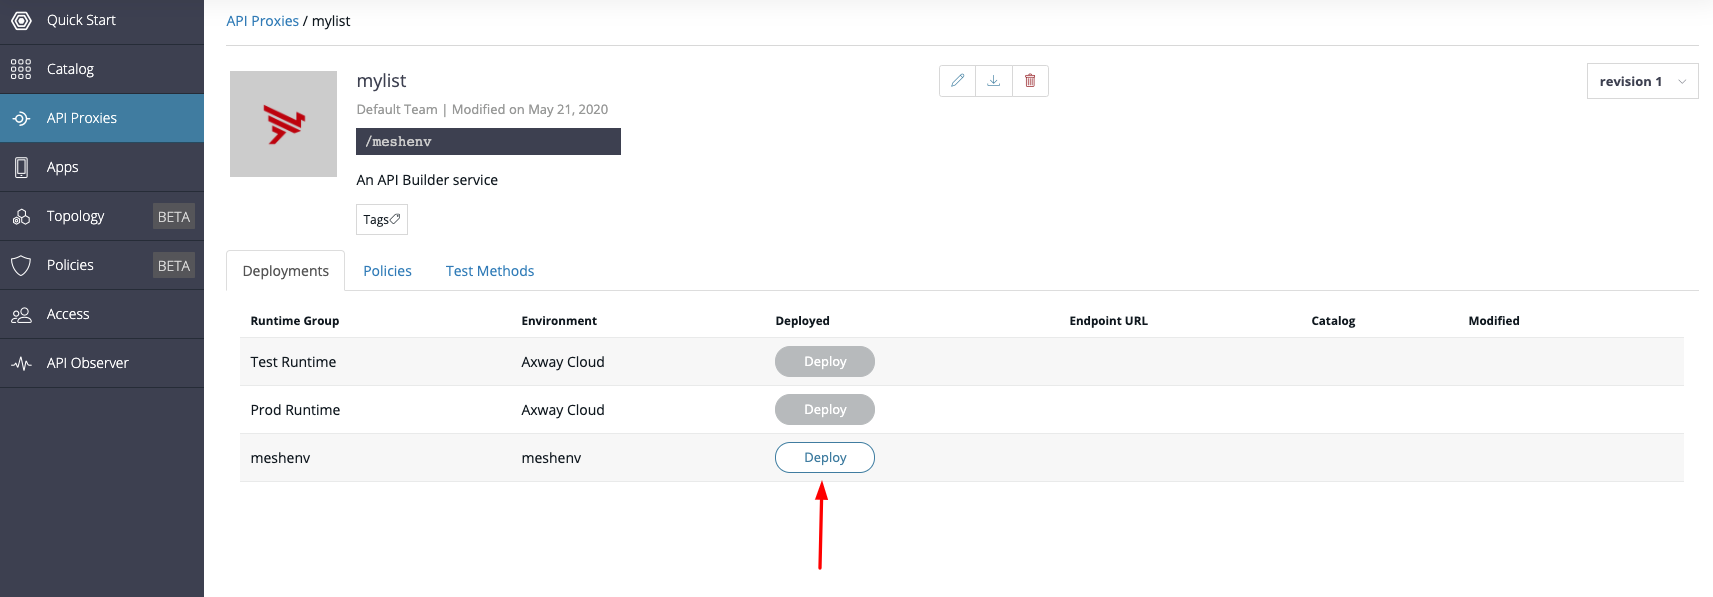 Quick Start
Catalog
API Proxies
Apps
Topology BETA
Policies BETA
Access
API Observer
API Proxies / mylist
mylist
Default Team | Modified on May 21, 2020
/meshenv
An API Builder service
Tags
revision 1
Deployments Policies Test Methods
Runtime Group Environment Deployed Endpoint URL Catalog Modified
Test Runtime Axway Cloud Deploy
Prod Runtime Axway Cloud Deploy
meshenv meshenv Deploy